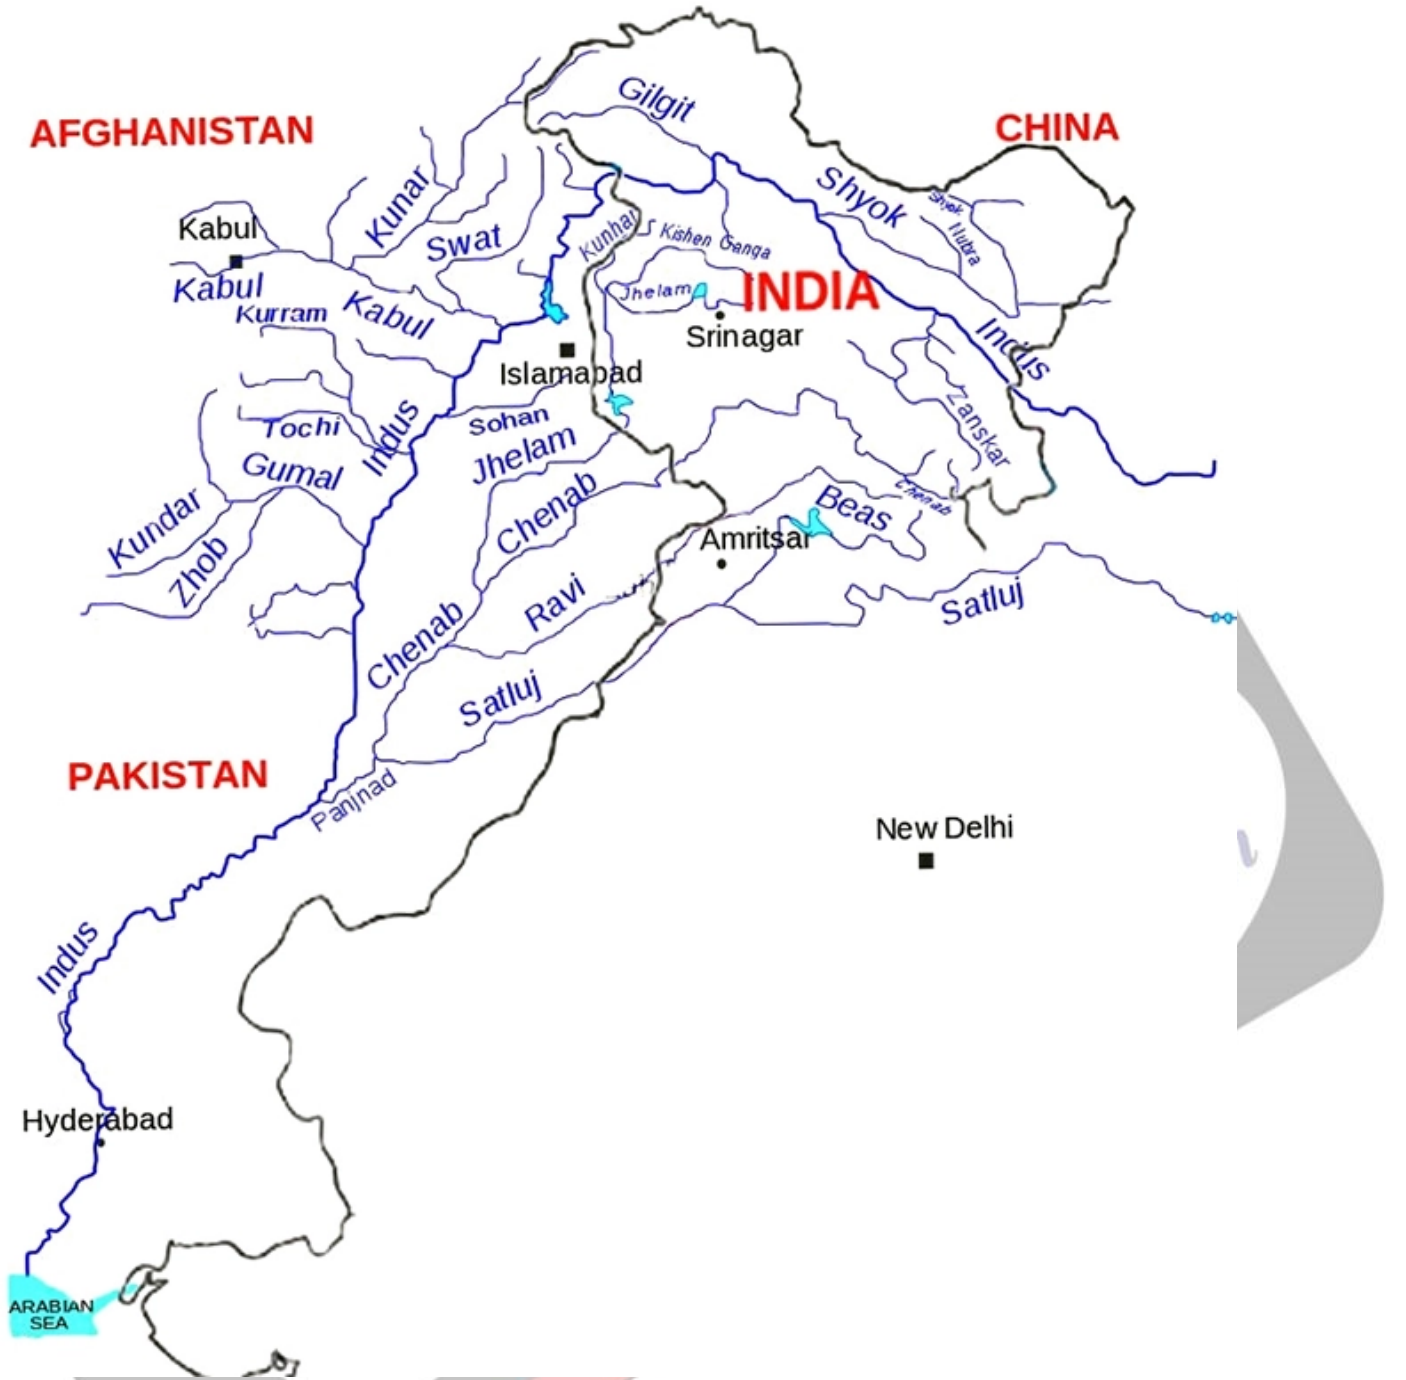 Gilgit
AFGHANISTAN
CHINA
Kunar
Shyok
Shyok
Kabul
Swat
Kunhar
Kishen Ganga
Nubra
Kabul
Kurram
Kabul
Jhelam
INDIA
Srinagar
Indus
Islamabad
Tochi
Indus
Sohan
Zanskar
Gumal
Jhelam
Chenab
Chenab
Beas
Kundar
Zhob
Amritsar
Ravi
Satluj
Chenab
Satluj
PAKISTAN
Panjnad
New Delhi
Indus
Hyderabad
ARABIAN
SEA